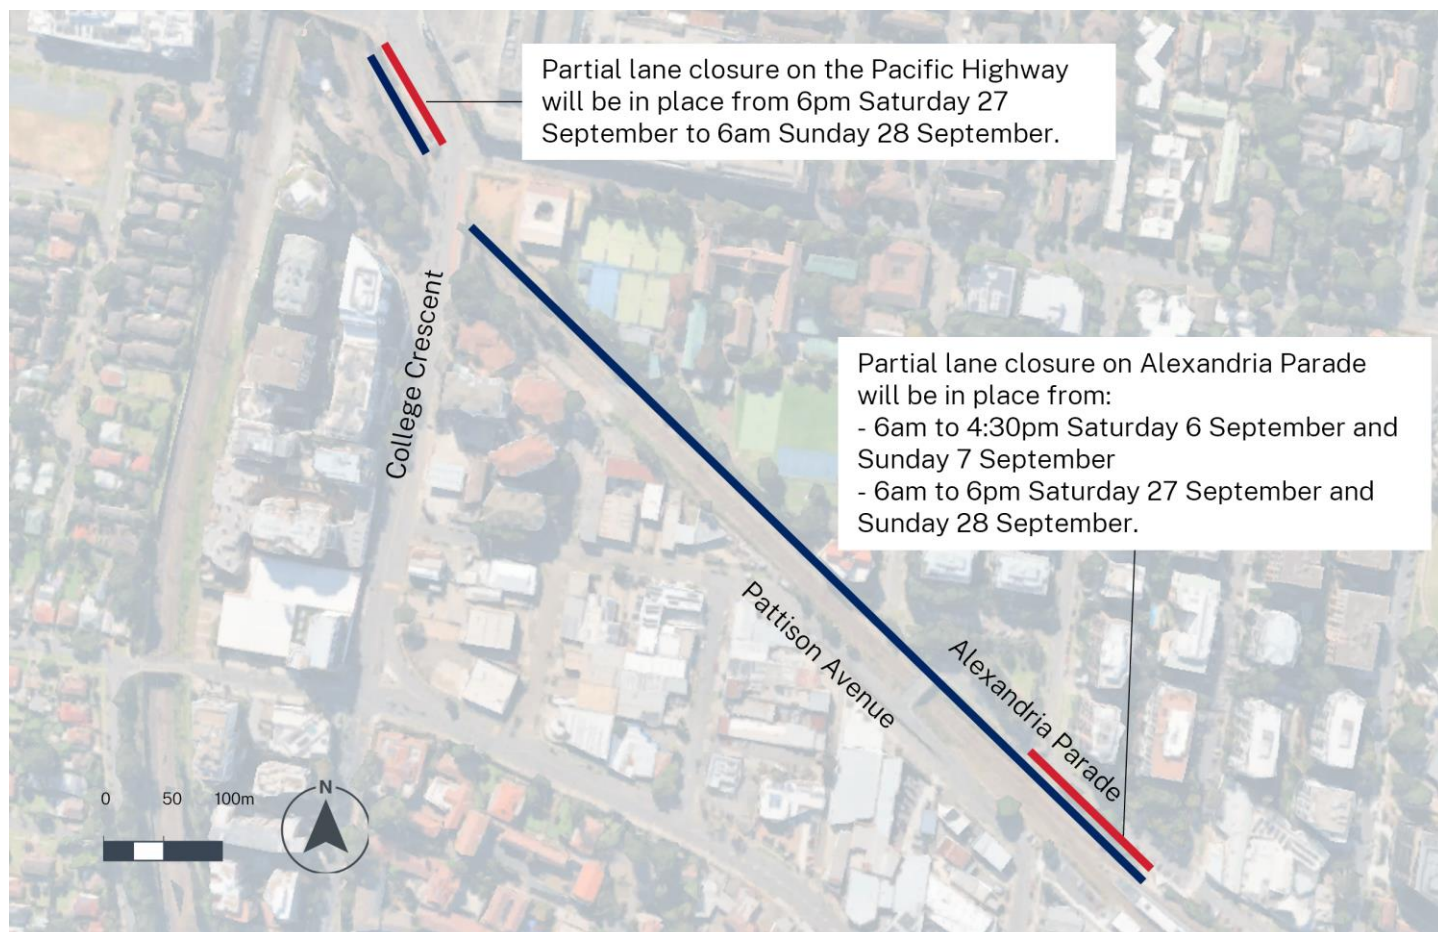 Partial lane closure on the Pacific Highway
will be in place from 6pm Saturday 27
September to 6am Sunday 28 September.
College Crescent
Partial lane closure on Alexandria Parade
will be in place from:
- 6am to 4:30pm Saturday 6 September and
Sunday 7 September
- 6am to 6pm Saturday 27 September and
Sunday 28 September.
Pattison Avenue
Alexandria Parade
0 50 100m
N